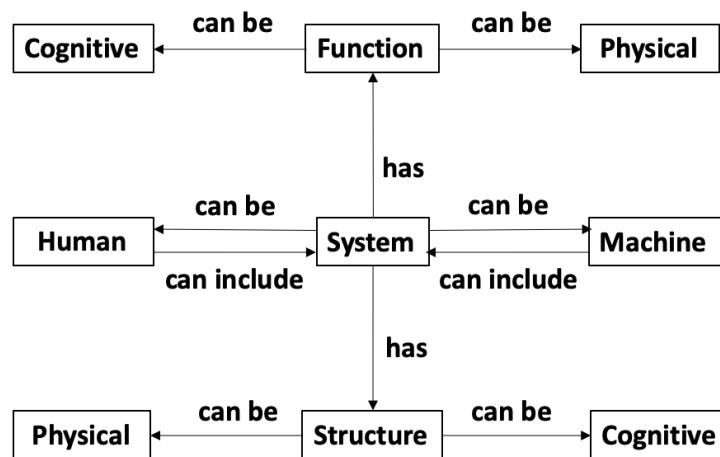 can be can be
Cognitive Function Physical
has
can be can be
Human System Machine
can include can include
has
can be can be
Physical Structure Cognitive